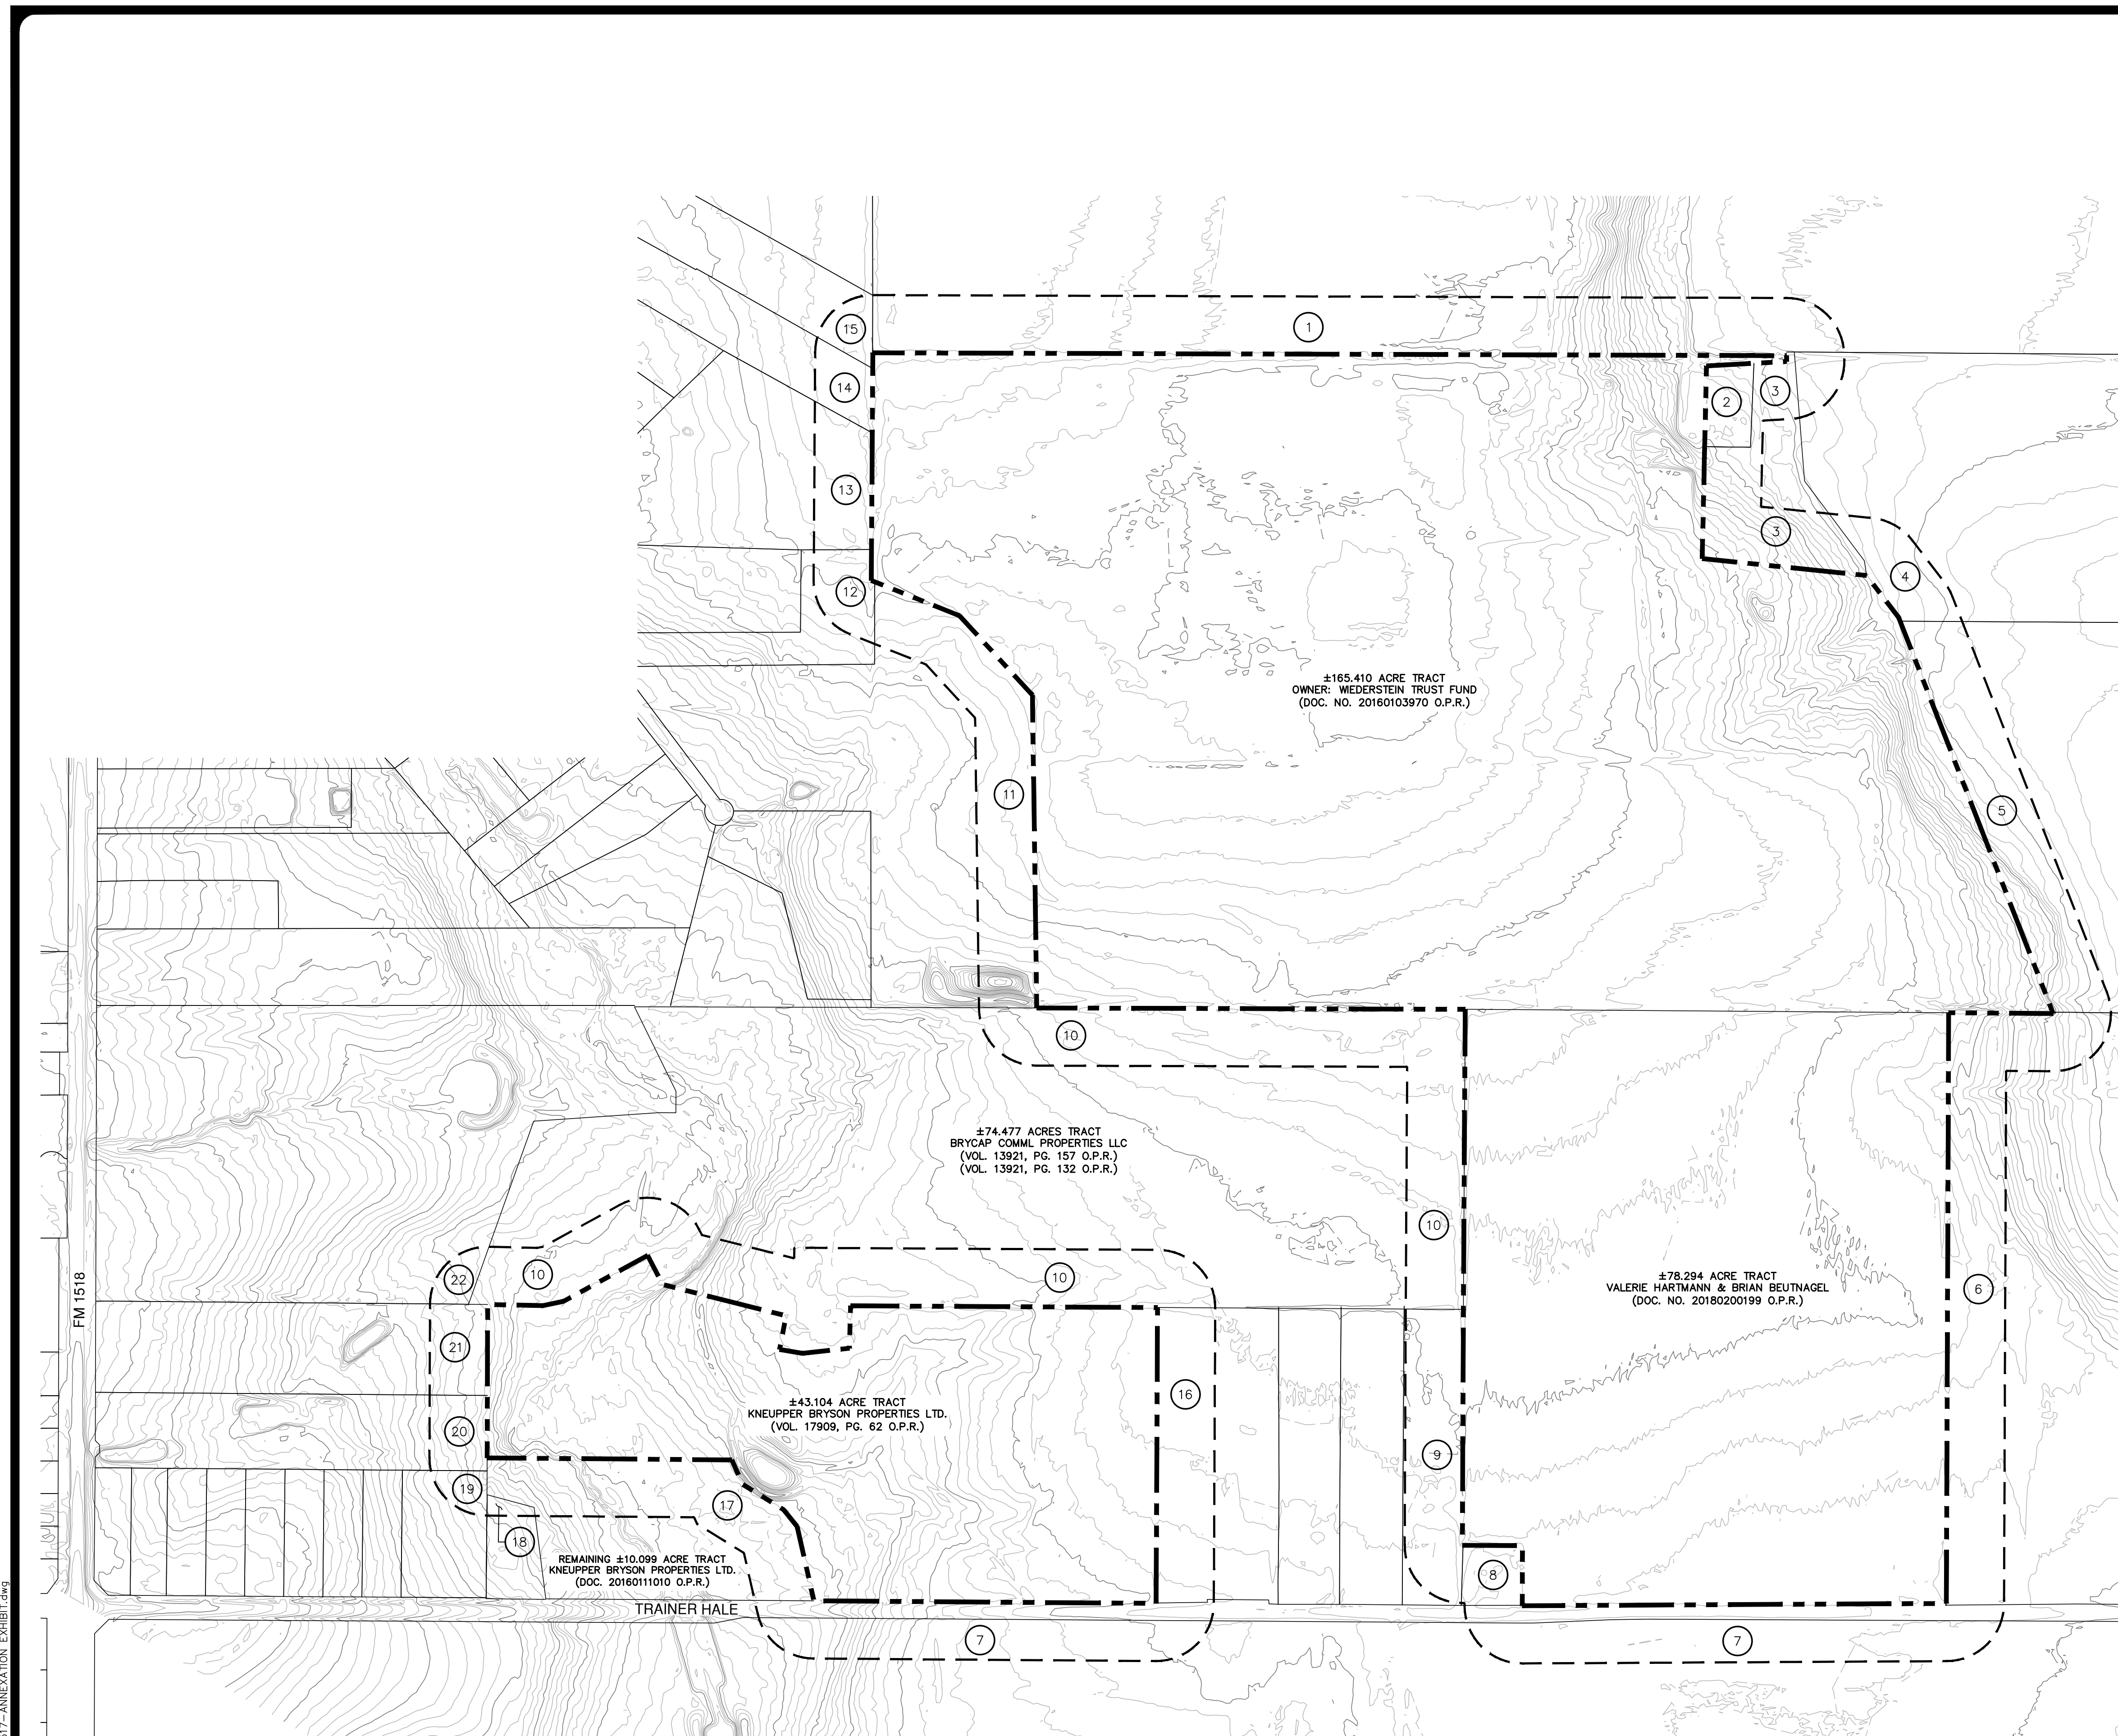 1
15
14
2
3
13
3
12
4
±165.410 ACRE TRACT
OWNER: WIEDERSTEIN TRUST FUND
(DOC. NO. 20160103970 O.P.R.)
11
5
10
±74.477 ACRES TRACT
BRYCAP COMML PROPERTIES LLC
(VOL. 13921, PG. 157 O.P.R.)
(VOL. 13921, PG. 132 O.P.R.)
10
22
10
10
±78.294 ACRE TRACT
VALERIE HARTMANN & BRIAN BEUTNAGEL
(DOC. NO. 20180200199 O.P.R.)
6
FM 1518
21
16
±43.104 ACRE TRACT
KNEUPPER BRYSON PROPERTIES LTD.
(VOL. 17909, PG. 62 O.P.R.)
20
9
19
17
18
REMAINING ±10.099 ACRE TRACT
KNEUPPER BRYSON PROPERTIES LTD.
(DOC. 20160111010 O.P.R.)
8
TRAINER HALE
7
7
ANNEXATION EXHIBIT.dwg